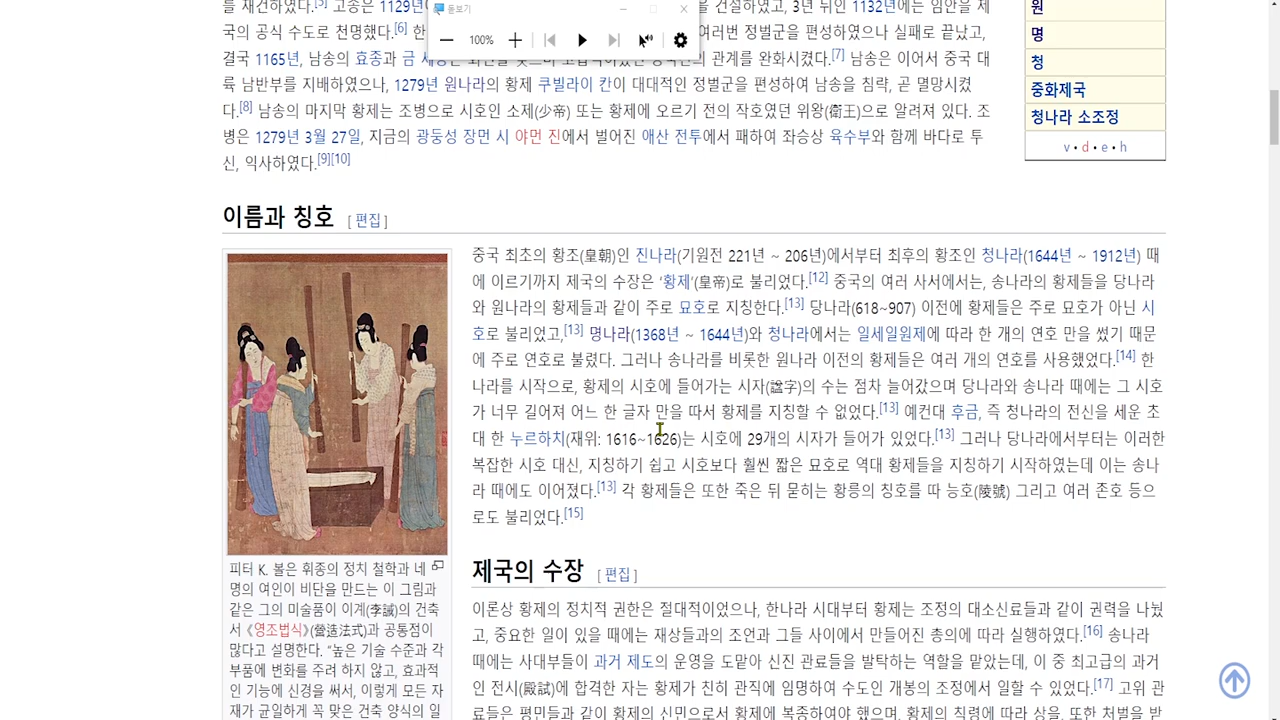 를 재건하였다.[5] 고종은 1129년
을 건설하였고, 3년 뒤인 1132년에는 임안을 제
국의 공식 수도로 천명했다.[6] 한
여러번 정벌군을 편성하였으나 실패로 끝났고,
결국 1165년, 남송의 효종과 금
관계를 완화시켰다.[7] 남송은 이어서 중국 대
륙 남반부를 지배하였으나, 1279년 원나라의 황제 쿠빌라이 칸이 대대적인 정벌군을 편성하여 남송을 침략, 곧 멸망시켰
다.[8] 남송의 마지막 황제는 조병으로 시호인 소제(少帝) 또는 황제에 오르기 전의 작호였던 위왕(衛王)으로 알려져 있다. 조
병은 1279년 3월 27일, 지금의 광둥성 장먼 시 야먼 진에서 벌어진 애산 전투에서 패하여 좌승상 육수부와 함께 바다로 투
신, 익사하였다.[9][10]
돋보기
100%
원
명
청
중화제국
청나라 소조정
v • d • e • h
이름과 칭호 [ 편집 ]
중국 최초의 황조(皇朝)인 진나라(기원전 221년 ~ 206년)에서부터 최후의 황조인 청나라(1644년 ~ 1912년) 때
에 이르기까지 제국의 수장은 ‘황제’(皇帝)로 불리었다.[12] 중국의 여러 사서에서는, 송나라의 황제들을 당나라
와 원나라의 황제들과 같이 주로 묘호로 지칭한다.[13] 당나라(618~907) 이전에 황제들은 주로 묘호가 아닌 시
호로 불리었고,[13] 명나라(1368년 ~ 1644년)와 청나라에서는 일세일원제에 따라 한 개의 연호 만을 썼기 때문
에 주로 연호로 불렸다. 그러나 송나라를 비롯한 원나라 이전의 황제들은 여러 개의 연호를 사용했었다.[14] 한
나라를 시작으로, 황제의 시호에 들어가는 시자(諡字)의 수는 점차 늘어갔으며 당나라와 송나라 때에는 그 시호
가 너무 길어져 어느 한 글자 만을 따서 황제를 지칭할 수 없었다.[13] 예컨대 후금, 즉 청나라의 전신을 세운 초
대 한 누르하치(재위: 1616~1626)는 시호에 29개의 시자가 들어가 있었다.[13] 그러나 당나라에서부터는 이러한
복잡한 시호 대신, 지칭하기 쉽고 시호보다 훨씬 짧은 묘호로 역대 황제들을 지칭하기 시작하였는데 이는 송나
라 때에도 이어졌다.[13] 각 황제들은 또한 죽은 뒤 묻히는 황릉의 칭호를 따 능호(陵號) 그리고 여러 존호 등으
로도 불리었다.[15]
피터 K. 볼은 휘종의 정치 철학과 네
명의 여인이 비단을 만드는 이 그림과
같은 그의 미술품이 이계(李誡)의 건축
서 《영조법식》(營造法式)과 공통점이
많다고 설명한다. “높은 기술 수준과 각
부품에 변화를 주려 하지 않고, 효과적
인 기능에 신경을 써서, 이렇게 모든 자
재가 균일하게 꼭 맞은 건축 양식의 일
제국의 수장 [ 편집 ]
이론상 황제의 정치적 권한은 절대적이었으나, 한나라 시대부터 황제는 조정의 대소신료들과 같이 권력을 나눴
고, 중요한 일이 있을 때에는 재상들과의 조언과 그들 사이에서 만들어진 총의에 따라 실행하였다.[16] 송나라
때에는 사대부들이 과거 제도의 운영을 도맡아 신진 관료들을 발탁하는 역할을 맡았는데, 이 중 최고급의 과거
인 전시(殿試)에 합격한 자는 황제가 친히 관직에 임명하여 수도인 개봉의 조정에서 일할 수 있었다.[17] 고위 관
료들은 평민들과 같이 황제의 신민으로서 황제에 복종하여야 했으며, 황제의 칙령에 따라 상을, 또한 처벌을 받